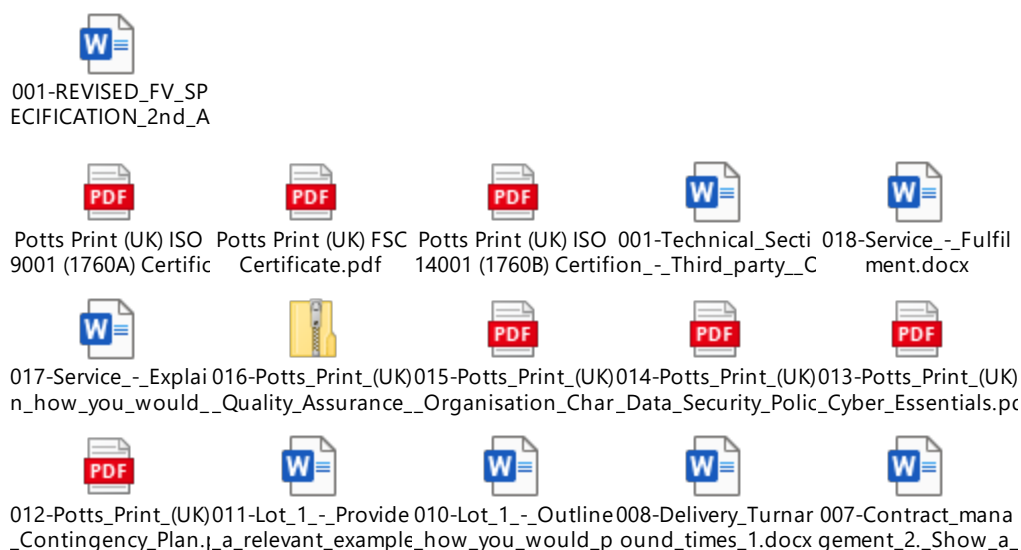 001-REVISED_FV_SP
ECIFICATION_2nd_A
PDF PDF PDF
Potts Print (UK) ISO Potts Print (UK) FSC Potts Print (UK) ISO 001-Technical_Secti 018-Service_-_Fulfil
9001 (1760A) Certific Certificate.pdf 14001 (1760B) Certifi on_-_Third_party__C ment.docx
PDF PDF PDF
017-Service_-_Explai 016-Potts_Print_(UK) 015-Potts_Print_(UK) 014-Potts_Print_(UK) 013-Potts_Print_(UK)
n_how_you_would_ _Quality_Assurance_ _Organisation_Char _Data_Security_Polic _Cyber_Essentials.pd
PDF
012-Potts_Print_(UK) 011-Lot_1_-_Provide 010-Lot_1_-_Outline 008-Delivery_Turnar 007-Contract_mana
_Contingency_Plan.p _a_relevant_example _how_you_would_p ound_times_1.docx gement_2._Show_a_